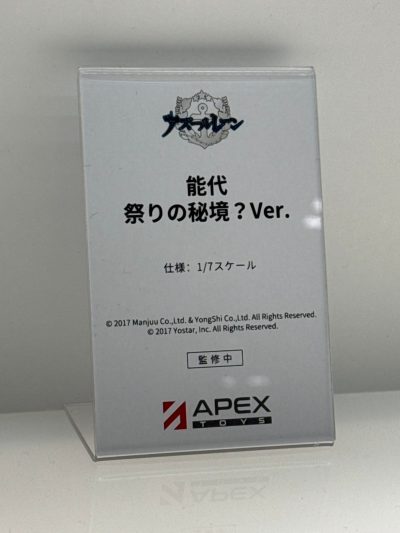 アズールレーン
能代
祭りの秘境？Ver.
仕様：1/7スケール
© 2017 Manjuu Co.,Ltd. & YongShi Co.,Ltd. All Rights Reserved.
© 2017 Yostar, Inc. All Rights Reserved.
監修中
APEX
TOYS